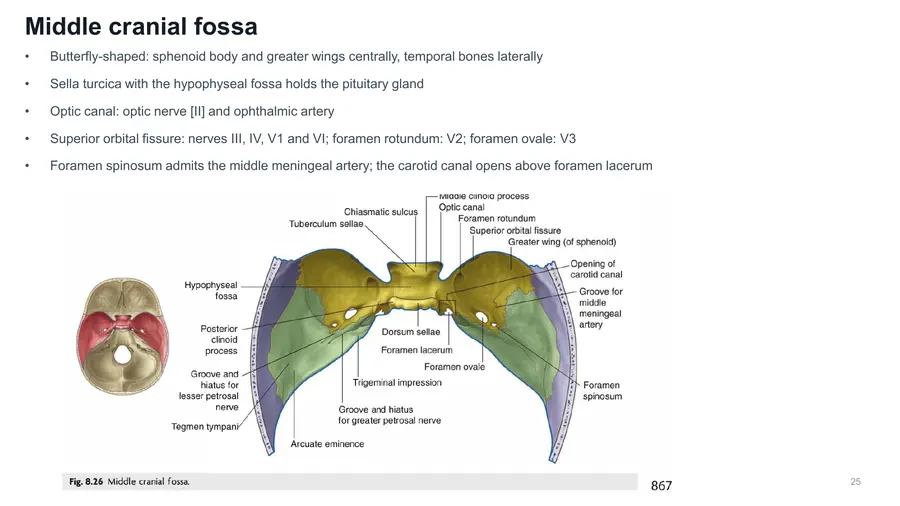 Middle cranial fossa
• Butterfly-shaped: sphenoid body and greater wings centrally, temporal bones laterally
• Sella turcica with the hypophyseal fossa holds the pituitary gland
• Optic canal: optic nerve [II] and ophthalmic artery
• Superior orbital fissure: nerves III, IV, V1 and VI; foramen rotundum: V2; foramen ovale: V3
• Foramen spinosum admits the middle meningeal artery; the carotid canal opens above foramen lacerum
Middle clinoid process
Optic canal
Chiasmatic sulcus
Foramen rotundum
Tuberculum sellae
Superior orbital fissure
Greater wing (of sphenoid)
Opening of
carotid canal
Hypophyseal
fossa
Groove for
middle
meningeal
artery
Posterior
clinoid
process
Dorsum sellae
Foramen lacerum
Foramen ovale
Groove and
hiatus for
lesser petrosal
nerve
Trigeminal impression
Foramen
spinosum
Groove and hiatus
for greater petrosal nerve
Tegmen tympani
Arcuate eminence
Fig. 8.26 Middle cranial fossa.
867
25